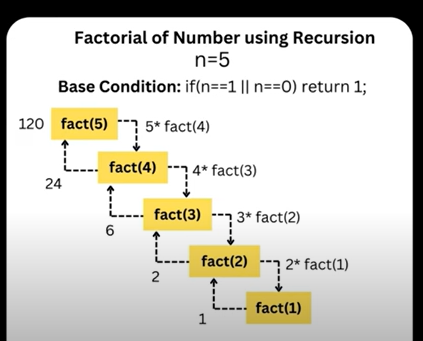 Factorial of Number using Recursion
n=5
Base Condition: if(n==1 || n==0) return 1;
120 fact(5) 5* fact(4)
24 fact(4) 4* fact(3)
6 fact(3) 3* fact(2)
2 fact(2) 2* fact(1)
1 fact(1)